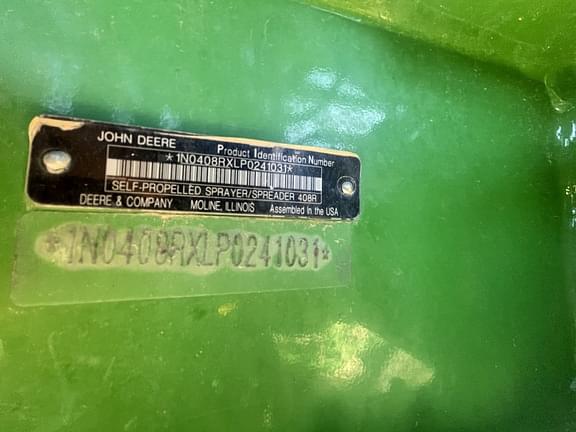 JOHN DEERE
Product Identification Number
*1N0408RXLP0241031*
SELF-PROPELLED SPRAYER/SPREADER 408R
DEERE & COMPANY MOLINE, ILLINOIS Assembled in the USA
*1N0408RXLP0241031*